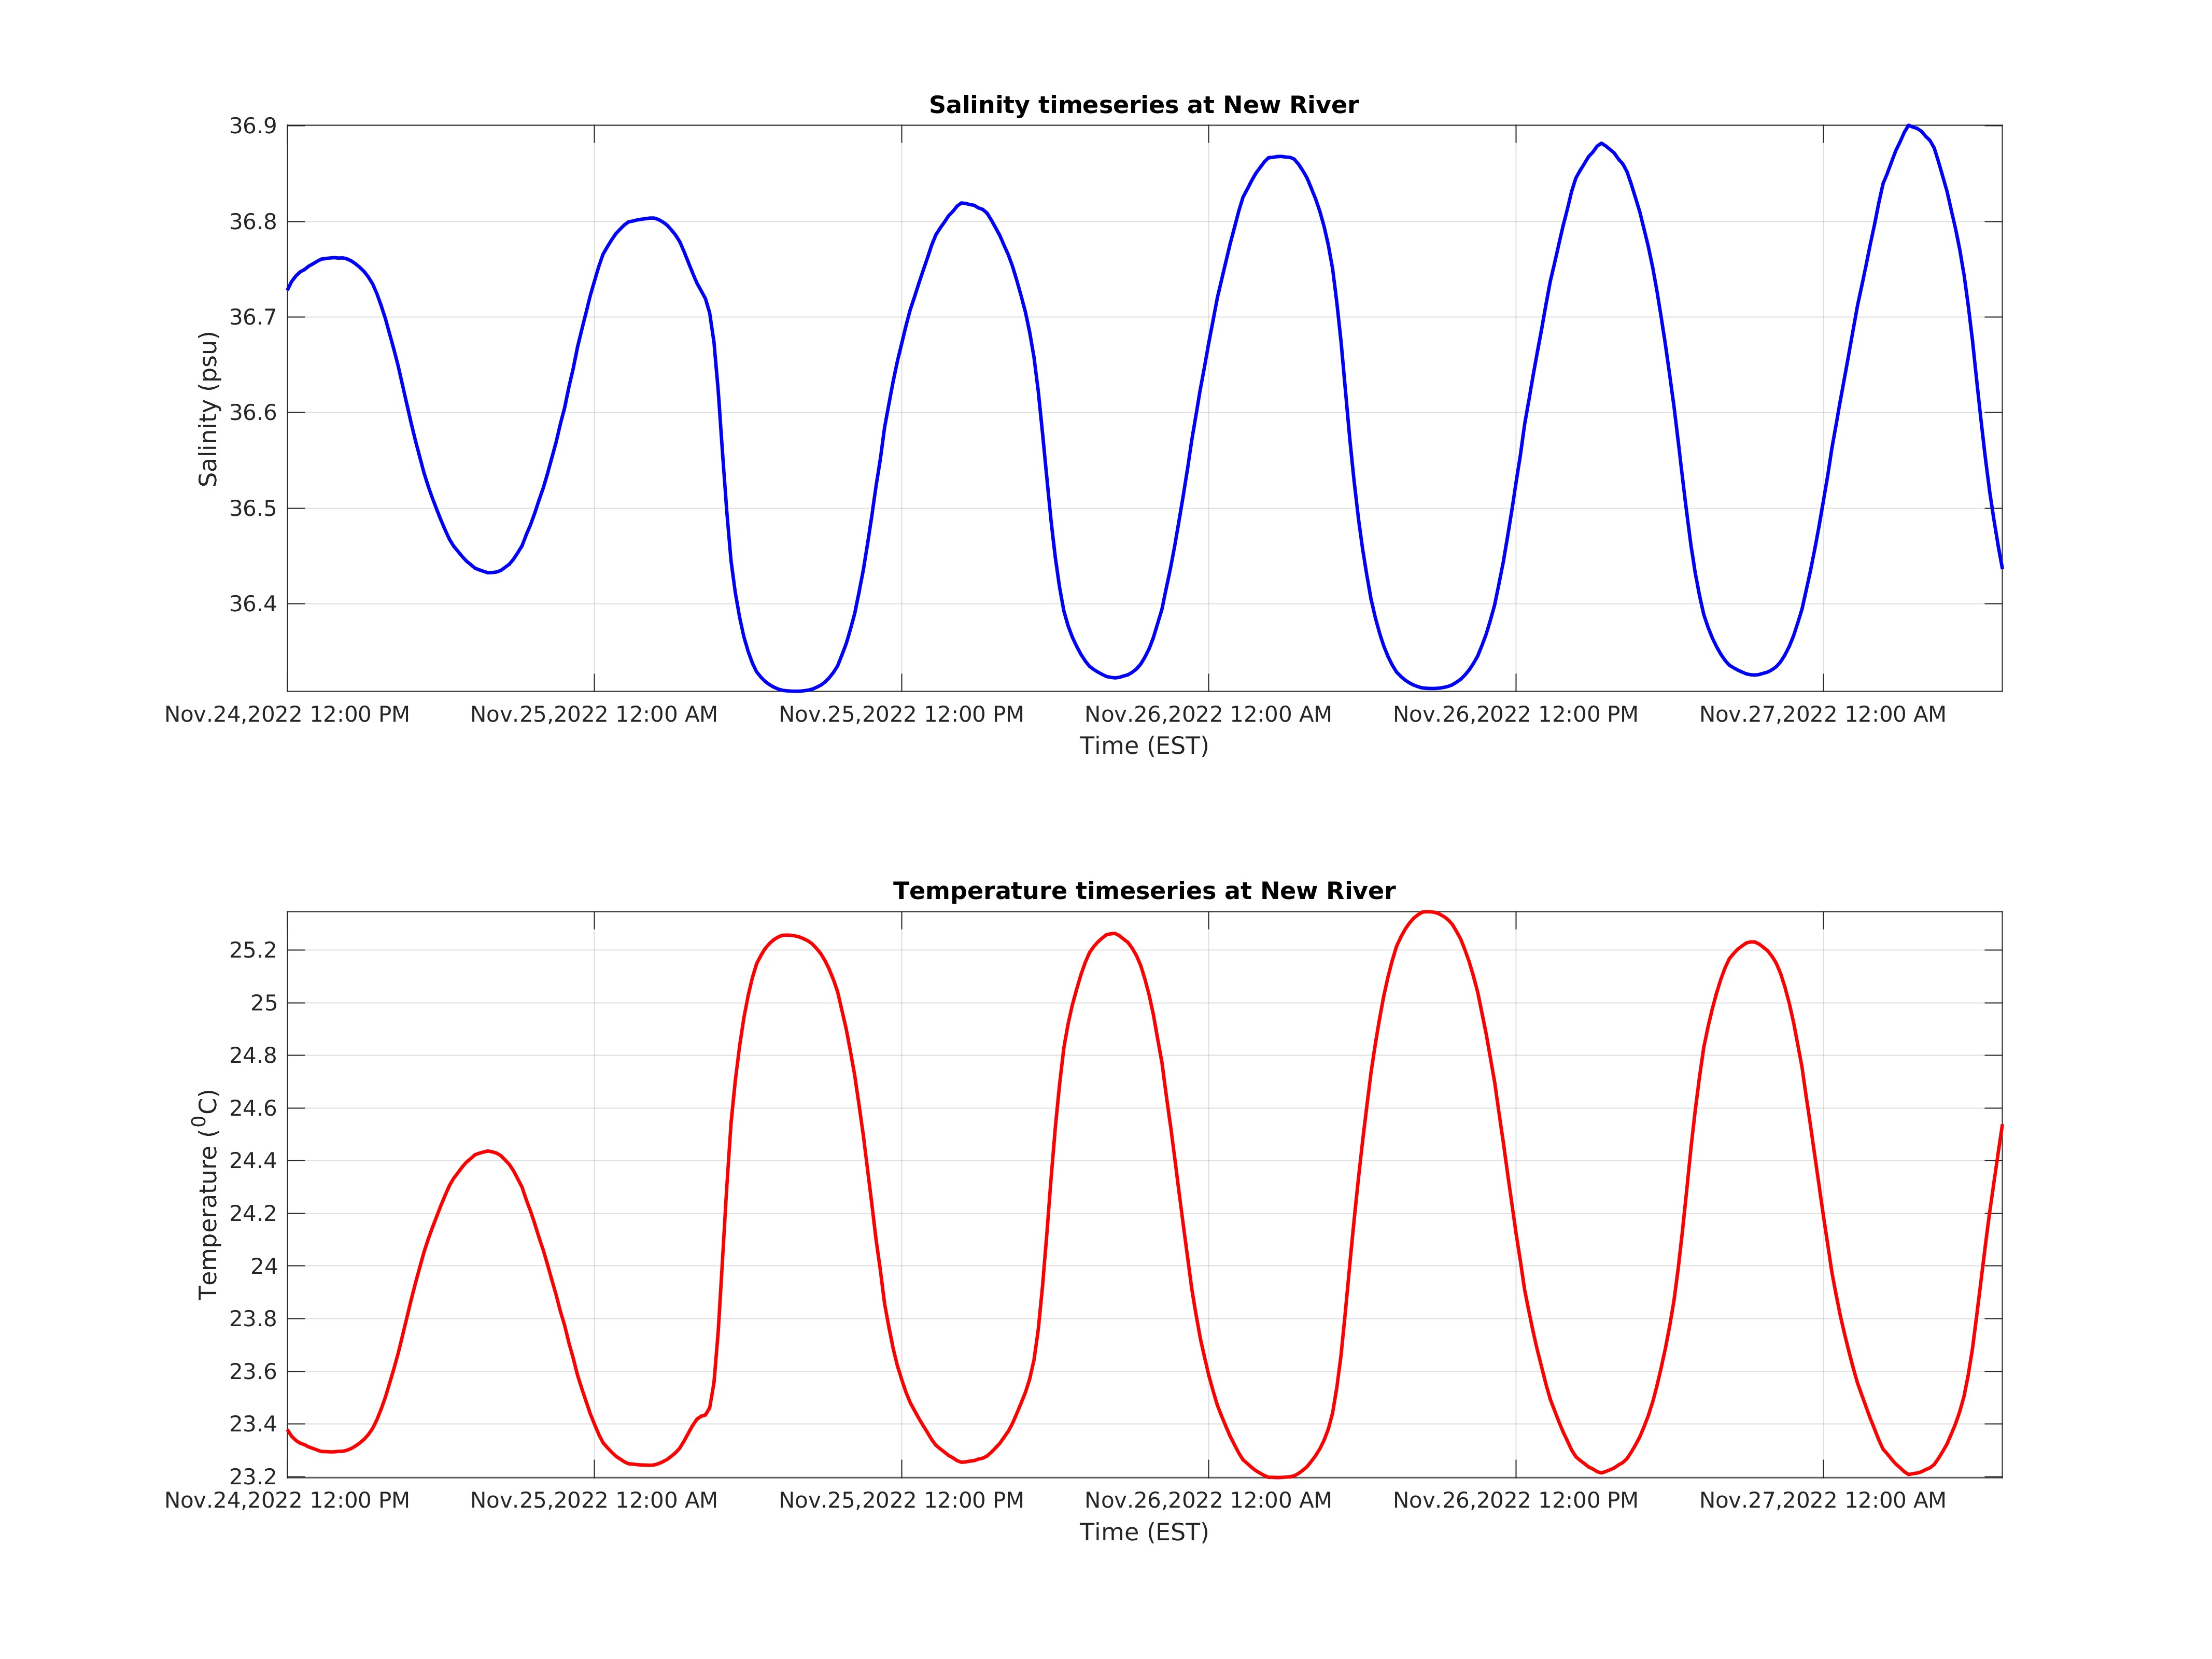 Salinity timeseries at New River
36.9
36.8
36.7
36.6
36.5
36.4
Salinity (psu)
Nov.24,2022 12:00 PM Nov.25,2022 12:00 AM Nov.25,2022 12:00 PM Nov.26,2022 12:00 AM Nov.26,2022 12:00 PM Nov.27,2022 12:00 AM
Time (EST)
Temperature timeseries at New River
25.2
25
24.8
24.6
24.4
24.2
24
23.8
23.6
23.4
23.2
Temperature (⁰C)
Nov.24,2022 12:00 PM Nov.25,2022 12:00 AM Nov.25,2022 12:00 PM Nov.26,2022 12:00 AM Nov.26,2022 12:00 PM Nov.27,2022 12:00 AM
Time (EST)